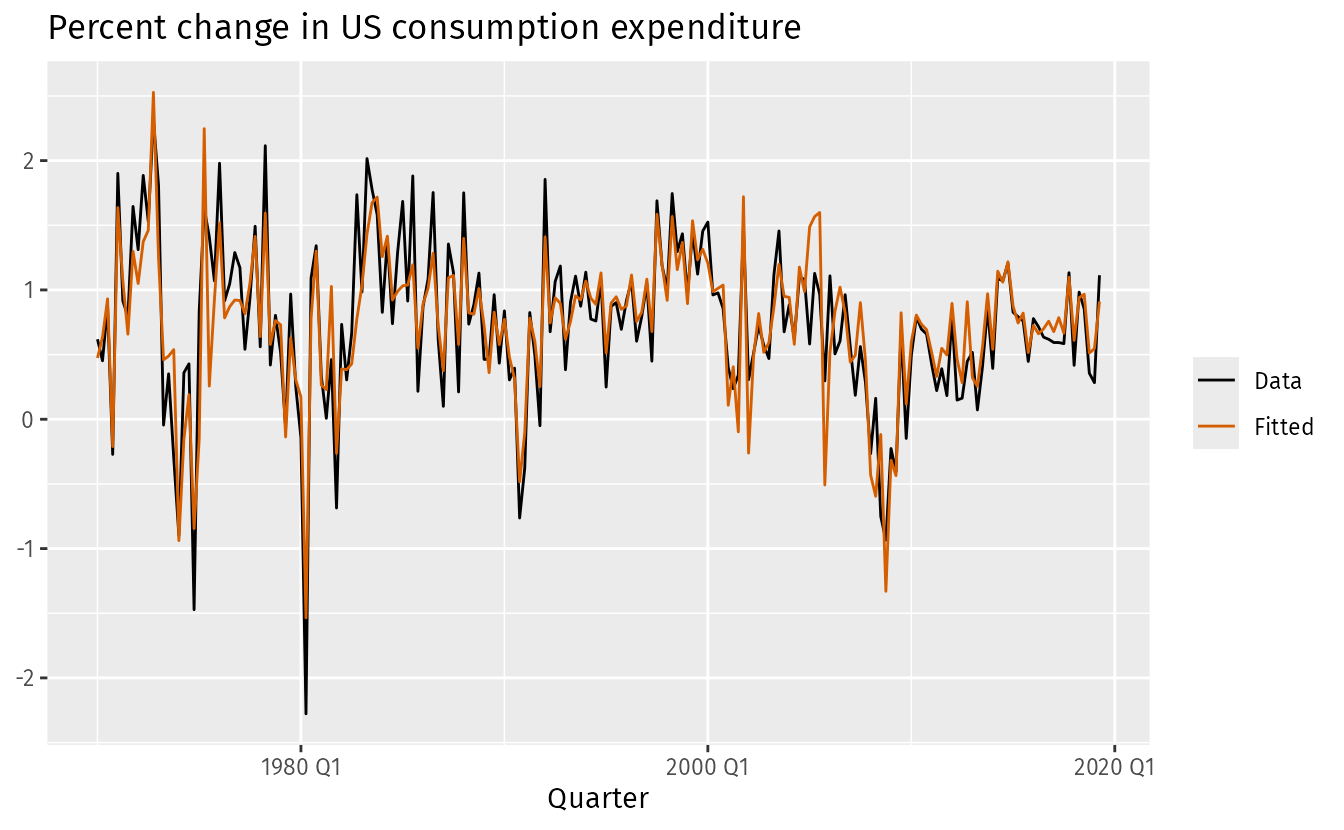 Percent change in US consumption expenditure
2
1
0
-1
-2
1980 Q1
2000 Q1
2020 Q1
Quarter
Data
Fitted